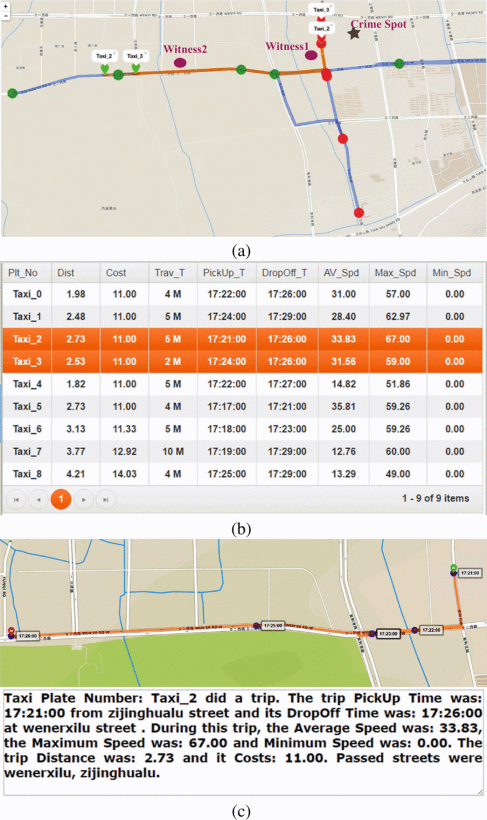 +
-
Taxi_3
Taxi_2
Crime Spot
Witness2
Witness1
Taxi_2
Taxi_3
(a)
Plt_No Dist Cost Trav_T PickUp_T DropOff_T AV_Spd Max_Spd Min_Spd
Taxi_0 1.98 11.00 4 M 17:22:00 17:26:00 31.00 57.00 0.00
Taxi_1 2.48 11.00 5 M 17:24:00 17:29:00 28.40 62.97 0.00
Taxi_2 2.73 11.00 5 M 17:21:00 17:26:00 33.83 67.00 0.00
Taxi_3 2.53 11.00 2 M 17:24:00 17:26:00 31.56 59.00 0.00
Taxi_4 1.82 11.00 5 M 17:22:00 17:27:00 14.82 51.86 0.00
Taxi_5 2.73 11.00 4 M 17:17:00 17:21:00 35.81 59.26 0.00
Taxi_6 3.13 11.33 5 M 17:18:00 17:23:00 25.00 59.26 0.00
Taxi_7 3.77 12.92 10 M 17:19:00 17:29:00 12.76 60.00 0.00
Taxi_8 4.21 14.03 4 M 17:25:00 17:29:00 13.29 49.00 0.00
1 1 - 9 of 9 items
(b)
17:21:00
17:26:00
17:25:00
17:23:00
17:22:00
Taxi Plate Number: Taxi_2 did a trip. The trip PickUp Time was:
17:21:00 from zijinghualu street and its DropOff Time was: 17:26:00
at wenerxilu street . During this trip, the Average Speed was: 33.83,
the Maximum Speed was: 67.00 and Minimum Speed was: 0.00. The
trip Distance was: 2.73 and it Costs: 11.00. Passed streets were
wenerxilu, zijinghualu.
(c)